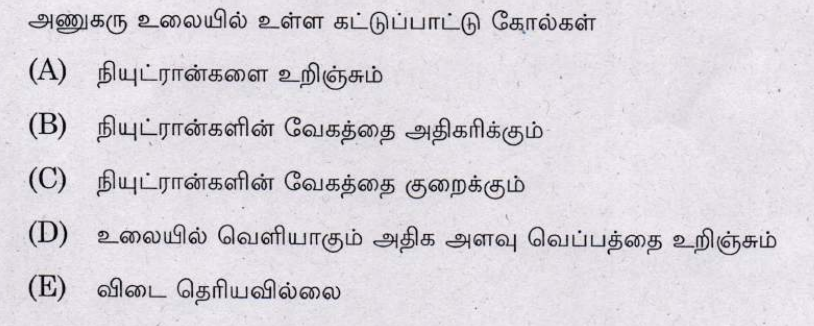 அணுகரு உலையில் உள்ள கட்டுப்பாட்டு கோல்கள்
(A) நியுட்ரான்களை உறிஞ்சும்
(B) நியுட்ரான்களின் வேகத்தை அதிகரிக்கும்
(C) நியுட்ரான்களின் வேகத்தை குறைக்கும்
(D) உலையில் வெளியாகும் அதிக அளவு வெப்பத்தை உறிஞ்சும்
(E) விடை தெரியவில்லை